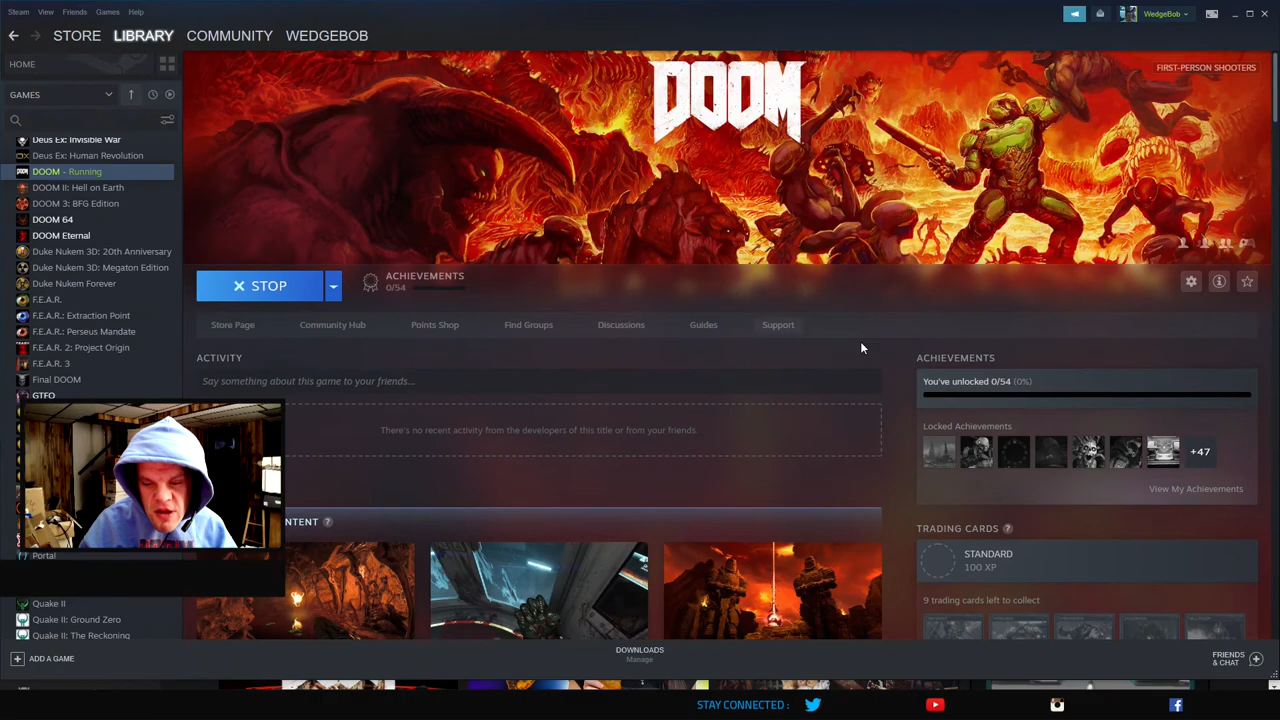 Steam View Friends Games Help
WEDGEBOB
STORE LIBRARY COMMUNITY WEDGEBOB
HOME
GAMES
Deus Ex: Invisible War
Deus Ex: Human Revolution
DOOM - Running
DOOM II: Hell on Earth
DOOM 3: BFG Edition
DOOM 64
DOOM Eternal
Duke Nukem 3D: 20th Anniversary
Duke Nukem 3D: Megaton Edition
Duke Nukem Forever
F.E.A.R.
F.E.A.R.: Extraction Point
F.E.A.R.: Perseus Mandate
F.E.A.R. 2: Project Origin
F.E.A.R. 3
Final DOOM
GTFO
Portal
Quake II
Quake II: Ground Zero
Quake II: The Reckoning
DOOM
FIRST-PERSON SHOOTERS
STOP
ACHIEVEMENTS
0/54
Store Page Community Hub Points Shop Find Groups Discussions Guides Support
ACTIVITY
Say something about this game to your friends...
There's no recent activity from the developers of this title or from your friends.
NTENT ?
ACHIEVEMENTS
You've unlocked 0/54 (0%)
Locked Achievements
+47
View My Achievements
TRADING CARDS ?
STANDARD
100 XP
9 trading cards left to collect
ADD A GAME
DOWNLOADS
Manage
FRIENDS
& CHAT
STAY CONNECTED :